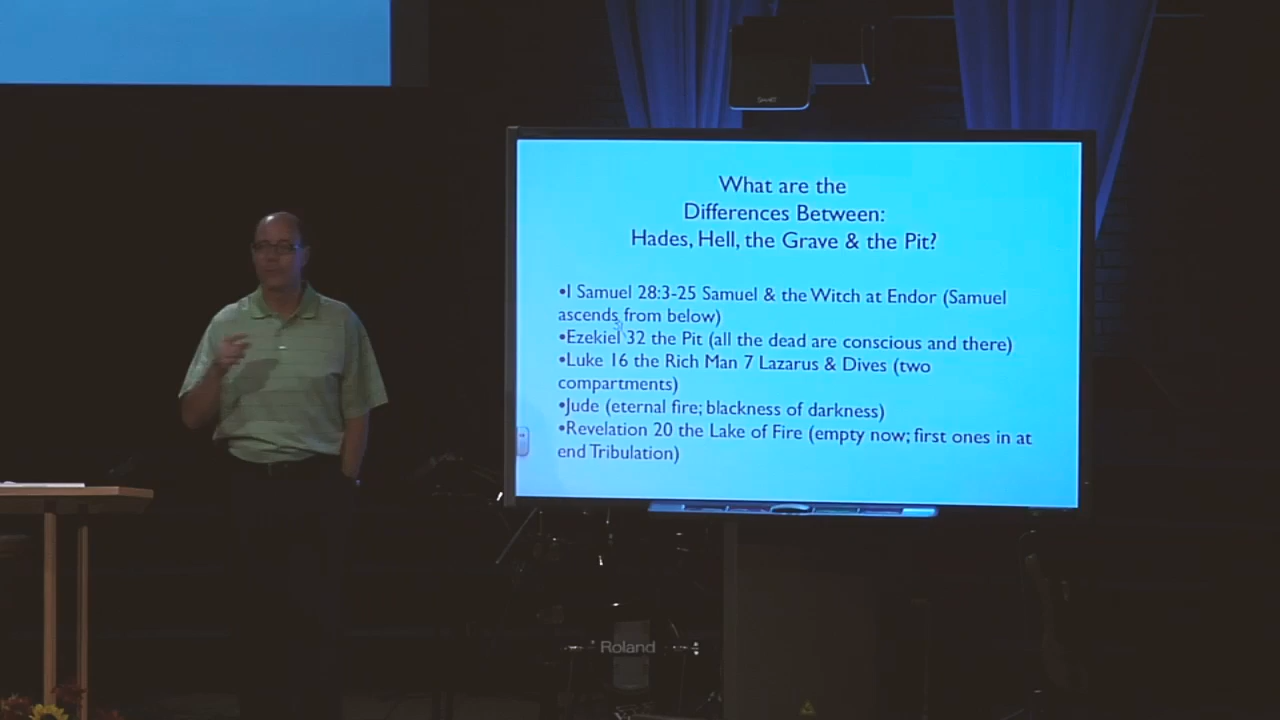 SMART
What are the
Differences Between:
Hades, Hell, the Grave & the Pit?
•I Samuel 28:3-25 Samuel & the Witch at Endor (Samuel
ascends from below)
•Ezekiel 32 the Pit (all the dead are conscious and there)
•Luke 16 the Rich Man 7 Lazarus & Dives (two
compartments)
•Jude (eternal fire; blackness of darkness)
•Revelation 20 the Lake of Fire (empty now; first ones in at
end Tribulation)
Roland